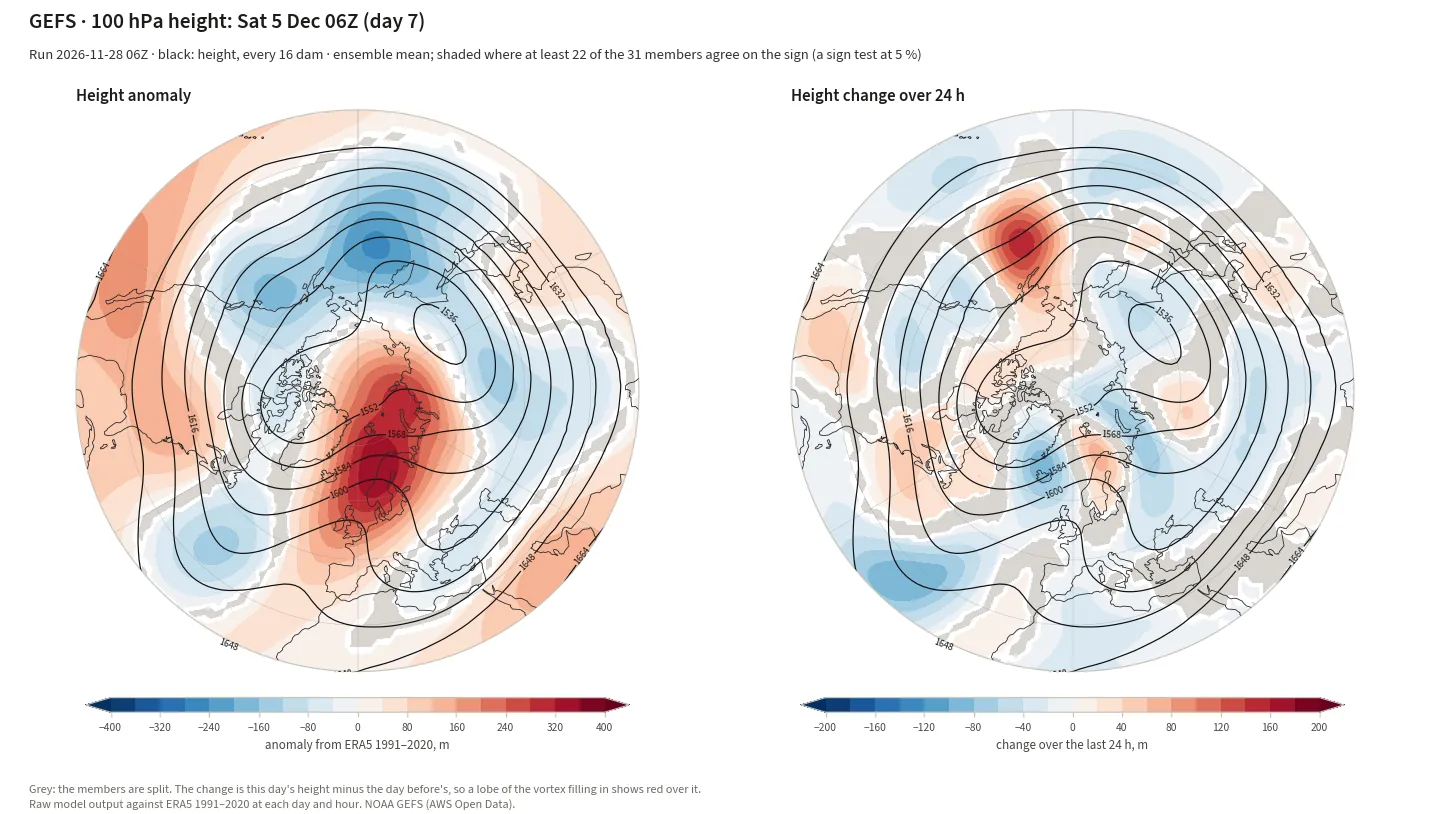 GEFS · 100 hPa height: Sat 5 Dec 06Z (day 7)
Run 2026-11-28 06Z · black: height, every 16 dam · ensemble mean; shaded where at least 22 of the 31 members agree on the sign (a sign test at 5 %)
Height anomaly
Height change over 24 h
1664
1632
1536
1552
1568
1616
1584
1600
1648
1664
1648
1664
1632
1536
1552
1568
1616
1584
1600
1648
1664
1648
−400 −320 −240 −160 −80 0 80 160 240 320 400
anomaly from ERA5 1991–2020, m
−200 −160 −120 −80 −40 0 40 80 120 160 200
change over the last 24 h, m
Grey: the members are split. The change is this day's height minus the day before's, so a lobe of the vortex filling in shows red over it.
Raw model output against ERA5 1991–2020 at each day and hour. NOAA GEFS (AWS Open Data).